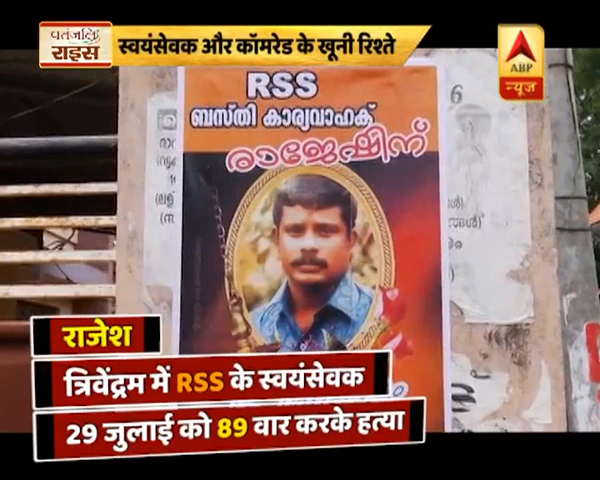 पतंजलि
राइस
स्वयंसेवक और कॉमरेड के खूनी रिश्ते
ABP
न्यूज़
RSS
ബസ്തി കാര്യവാഹക്
രാജേഷിന്
6
राजेश
त्रिवेंद्रम में RSS के स्वयंसेवक
29 जुलाई को 89 वार करके हत्या